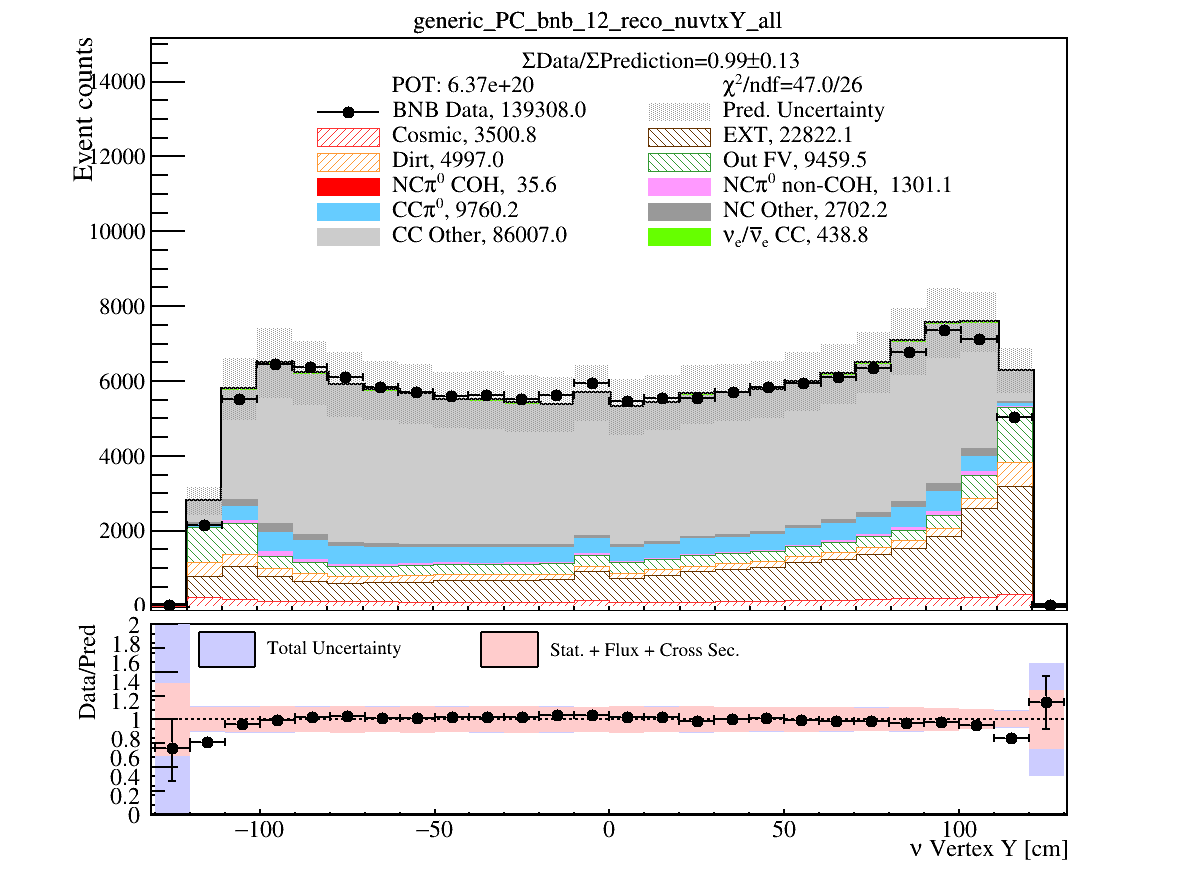 generic_PC_bnb_12_reco_nuvtxY_all
ΣData/ΣPrediction=0.99±0.13
POT: 6.37e+20 χ²/ndf=47.0/26
BNB Data, 139308.0 Pred. Uncertainty
Cosmic, 3500.8 EXT, 22822.1
Dirt, 4997.0 Out FV, 9459.5
NCπ⁰ COH, 35.6 NCπ⁰ non-COH, 1301.1
CCπ⁰, 9760.2 NC Other, 2702.2
CC Other, 86007.0 νₑ/ν̄ₑ CC, 438.8
Event counts
14000
12000
10000
8000
6000
4000
2000
0
Total Uncertainty Stat. + Flux + Cross Sec.
Data/Pred
2
1.8
1.6
1.4
1.2
1
0.8
0.6
0.4
0.2
0
−100 −50 0 50 100
ν Vertex Y [cm]